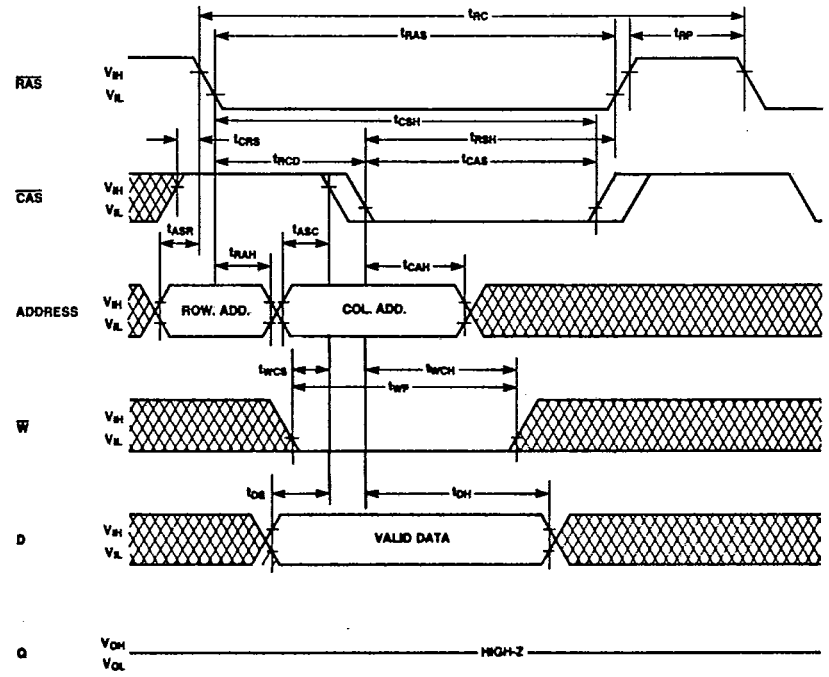 tRC
tRAS
tRP
RAS
VIH
VIL
tCSH
tCRS
tRSH
tRCD
tCAS
CAS
VIH
VIL
tASR
tRAH
tASC
tCAH
ADDRESS
VIH
VIL
ROW. ADD.
COL. ADD.
tWCS
tWCH
tWP
W
VIH
VIL
tDS
tDH
D
VIH
VIL
VALID DATA
Q
VOH
VOL
HIGH-Z